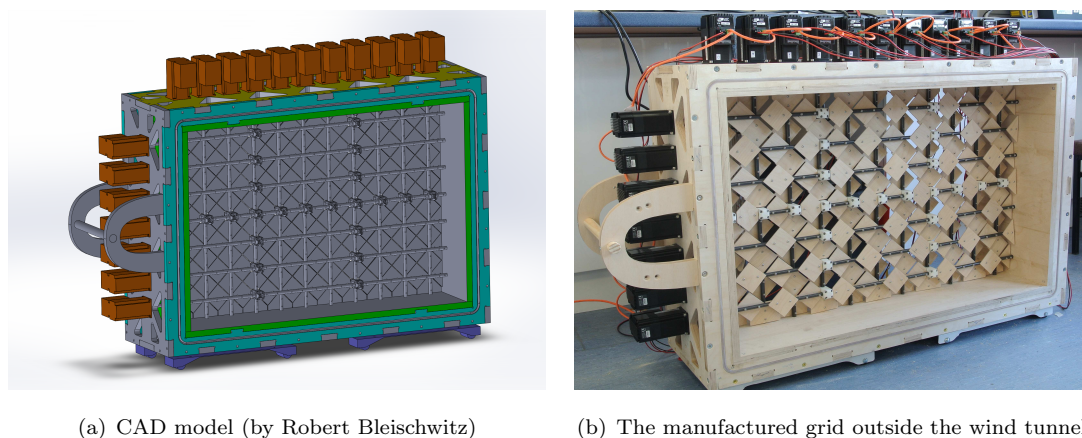 (a) CAD model (by Robert Bleischwitz)
(b) The manufactured grid outside the wind tunnel